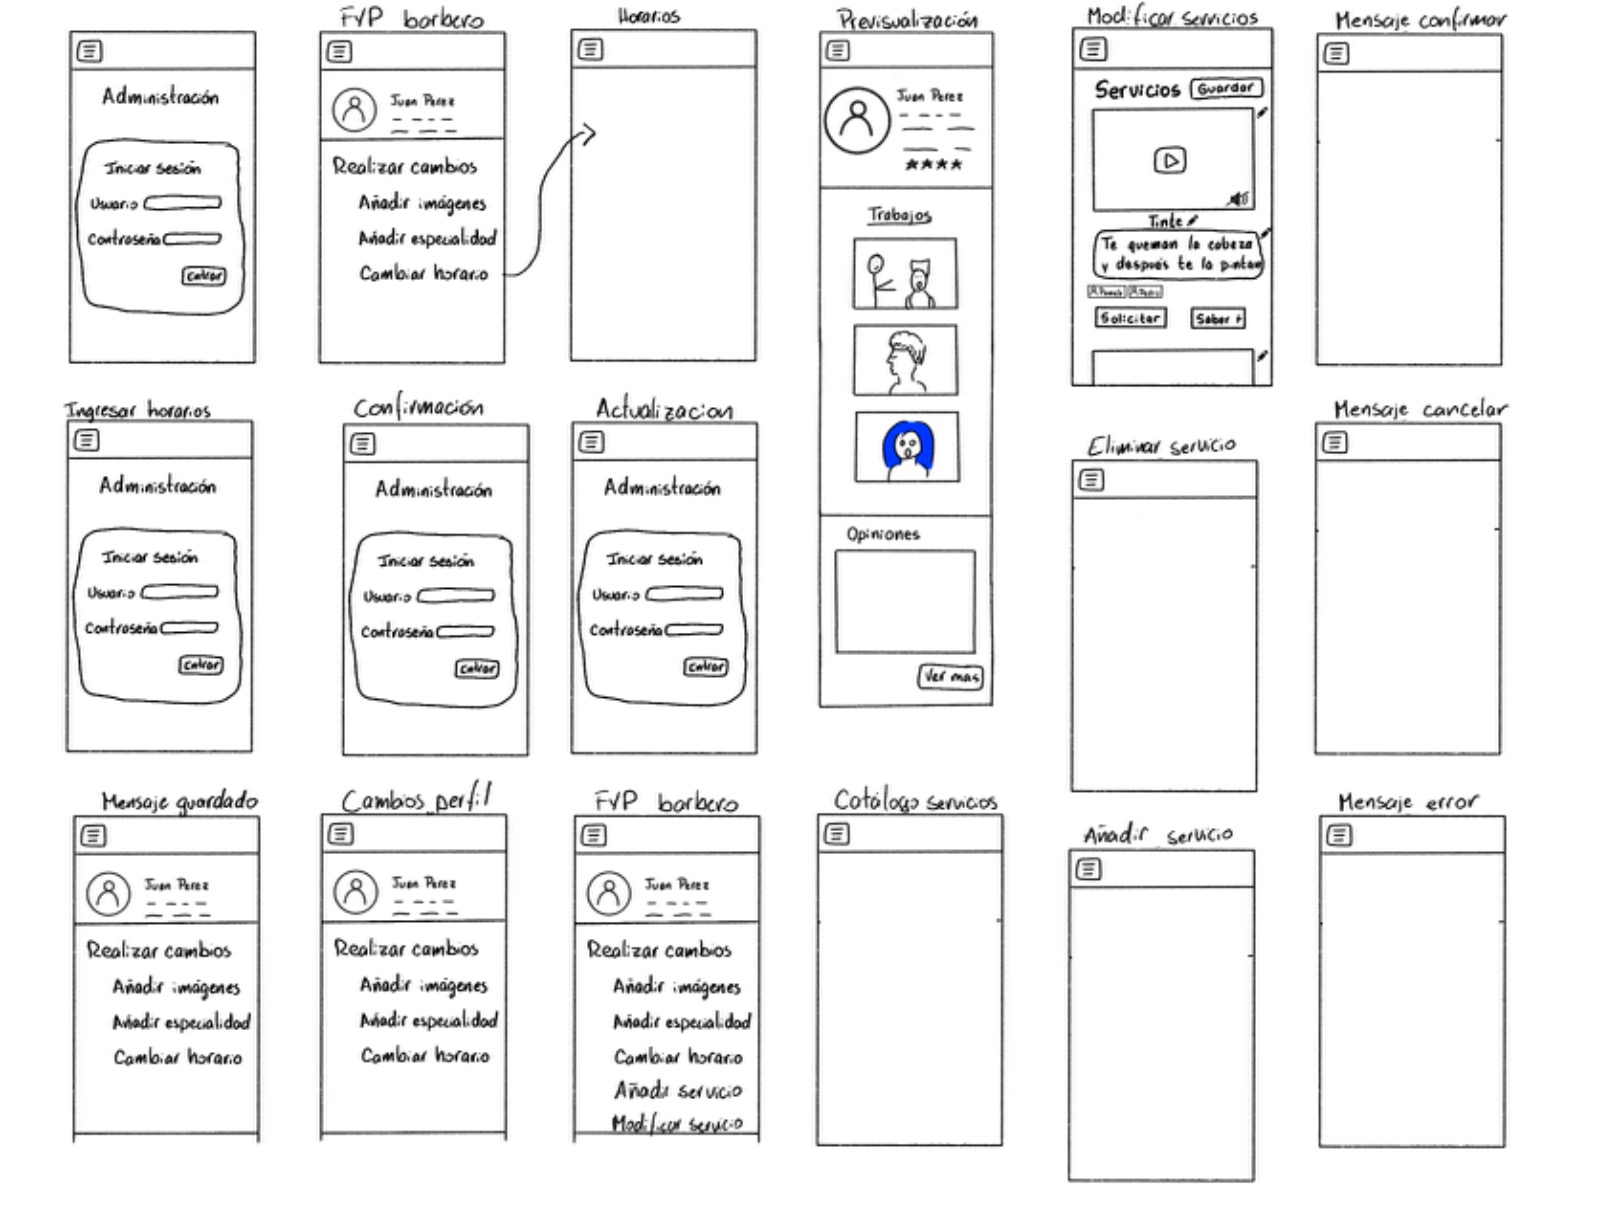 Administración
Iniciar sesión
Usuario
Contraseña
Entrar
FVP barbero
Juan Perez
Realizar cambios
Añadir imágenes
Añadir especialidad
Cambiar horario
Horarios
Previsualización
Juan Perez
Trabajos
Opiniones
Ver mas
Modificar servicios
Servicios
Guardar
Tinte
Te queman la cabeza
y después te la pintan
Solicitar
Saber +
Mensaje confirmar
Ingresar horarios
Administración
Iniciar sesión
Usuario
Contraseña
Entrar
Confirmación
Administración
Iniciar sesión
Usuario
Contraseña
Entrar
Actualizacion
Administración
Iniciar sesión
Usuario
Contraseña
Entrar
Eliminar servicio
Mensaje cancelar
Mensaje guardado
Juan Perez
Realizar cambios
Añadir imágenes
Añadir especialidad
Cambiar horario
Cambios perfil
Juan Perez
Realizar cambios
Añadir imágenes
Añadir especialidad
Cambiar horario
FVP barbero
Juan Perez
Realizar cambios
Añadir imágenes
Añadir especialidad
Cambiar horario
Añadir servicio
Modificar servicio
Catálogo servicios
Añadir servicio
Mensaje error